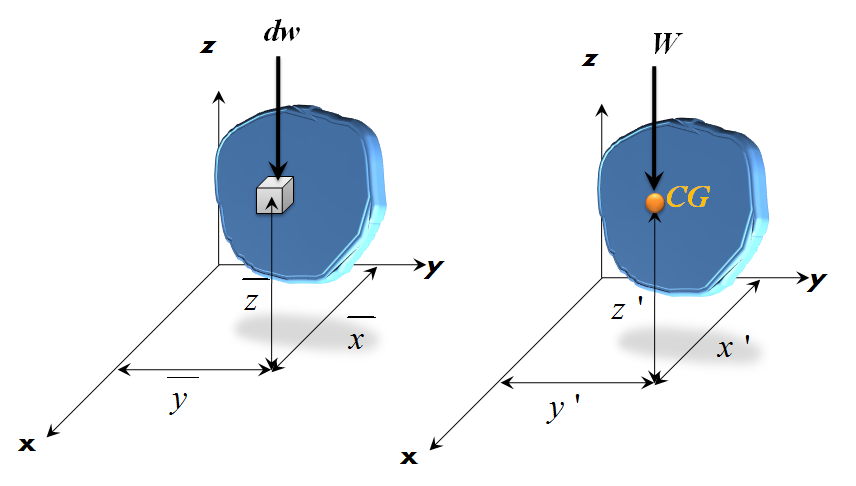 dw
z
y
z̅
x̅
y̅
x
W
z
CG
y
z '
x '
y '
x